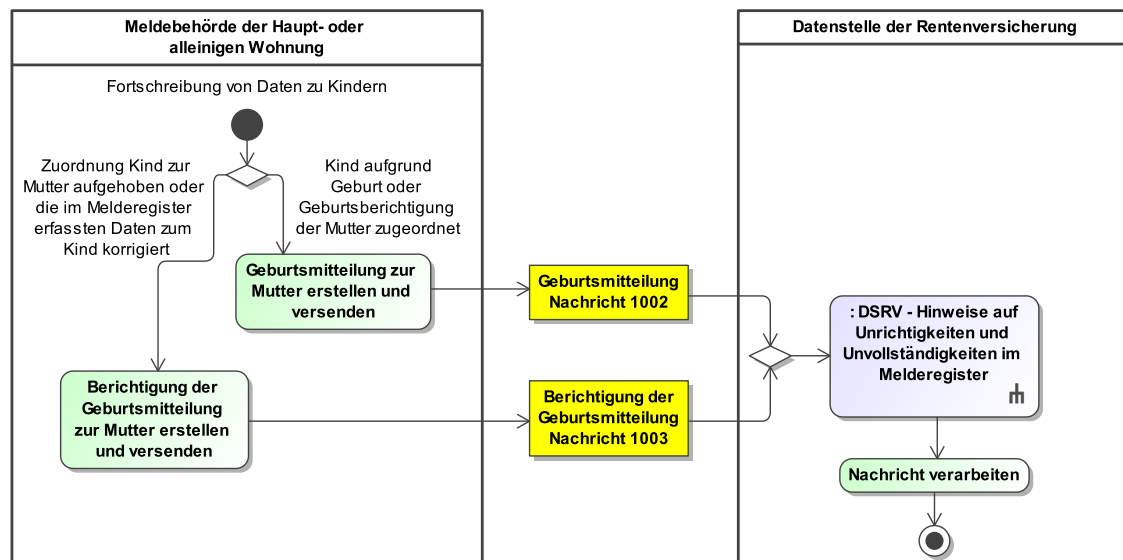 Meldebehörde der Haupt- oder
alleinigen Wohnung
Datenstelle der Rentenversicherung
Fortschreibung von Daten zu Kindern
Zuordnung Kind zur
Mutter aufgehoben oder
die im Melderegister
erfassten Daten zum
Kind korrigiert
Kind aufgrund
Geburt oder
Geburtsberichtigung
der Mutter zugeordnet
Geburtsmitteilung zur
Mutter erstellen und
versenden
Geburtsmitteilung
Nachricht 1002
: DSRV - Hinweise auf
Unrichtigkeiten und
Unvollständigkeiten im
Melderegister
Berichtigung der
Geburtsmitteilung
zur Mutter erstellen
und versenden
Berichtigung der
Geburtsmitteilung
Nachricht 1003
Nachricht verarbeiten